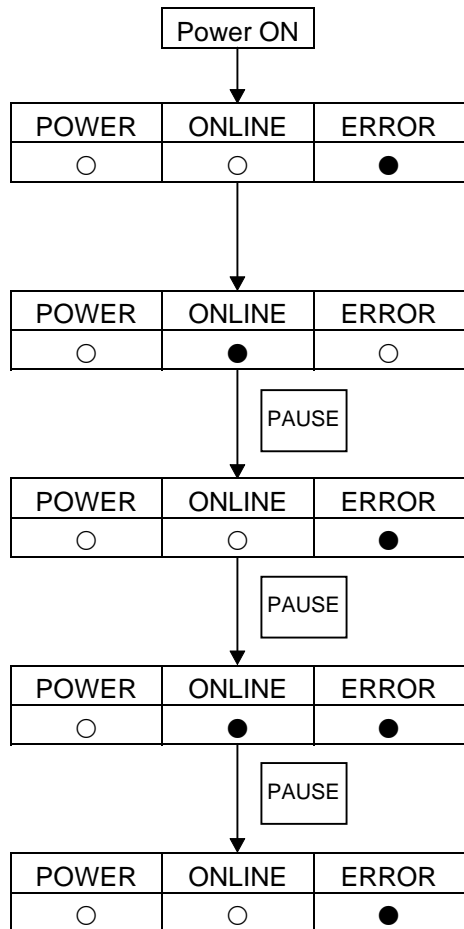 Power ON
POWER ONLINE ERROR
○ ○ ●
POWER ONLINE ERROR
○ ● ○
PAUSE
POWER ONLINE ERROR
○ ○ ●
PAUSE
POWER ONLINE ERROR
○ ● ●
PAUSE
POWER ONLINE ERROR
○ ○ ●